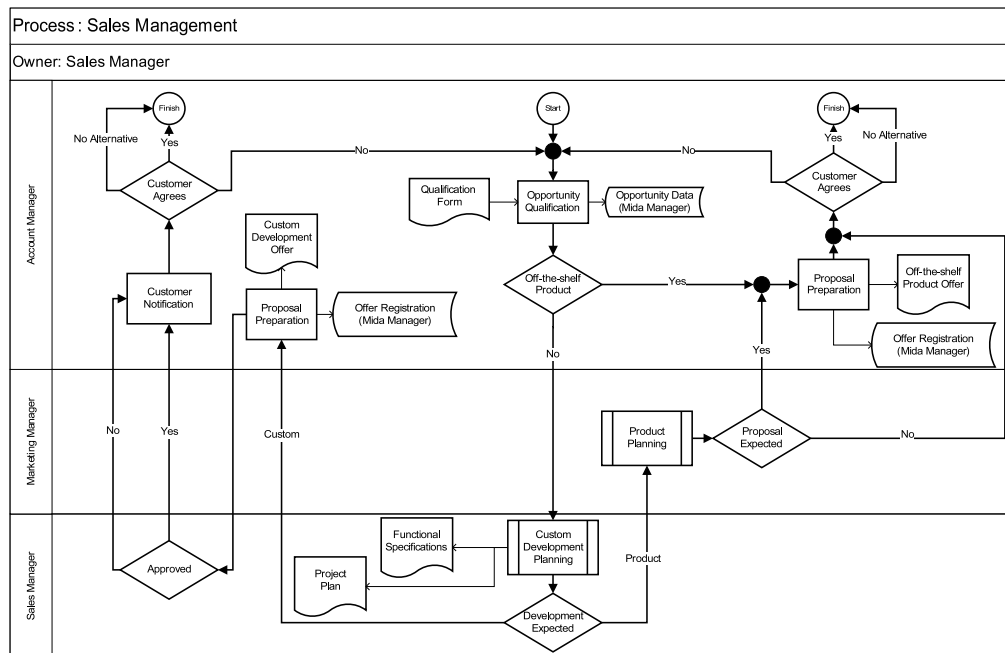 Process : Sales Management
Owner: Sales Manager
Account Manager
Finish
Start
Finish
No Alternative
Yes
No
No
Yes
No Alternative
Customer
Agrees
Qualification
Form
Opportunity
Qualification
Opportunity Data
(Mida Manager)
Customer
Agrees
Custom
Development
Offer
Customer
Notification
Proposal
Preparation
Offer Registration
(Mida Manager)
Off-the-shelf
Product
Yes
Proposal
Preparation
Off-the-shelf
Product Offer
Offer Registration
(Mida Manager)
No
Yes
Marketing Manager
No
Yes
Custom
Product
Planning
Proposal
Expected
No
Sales Manager
Approved
Functional
Specifications
Project
Plan
Custom
Development
Planning
Product
Development
Expected